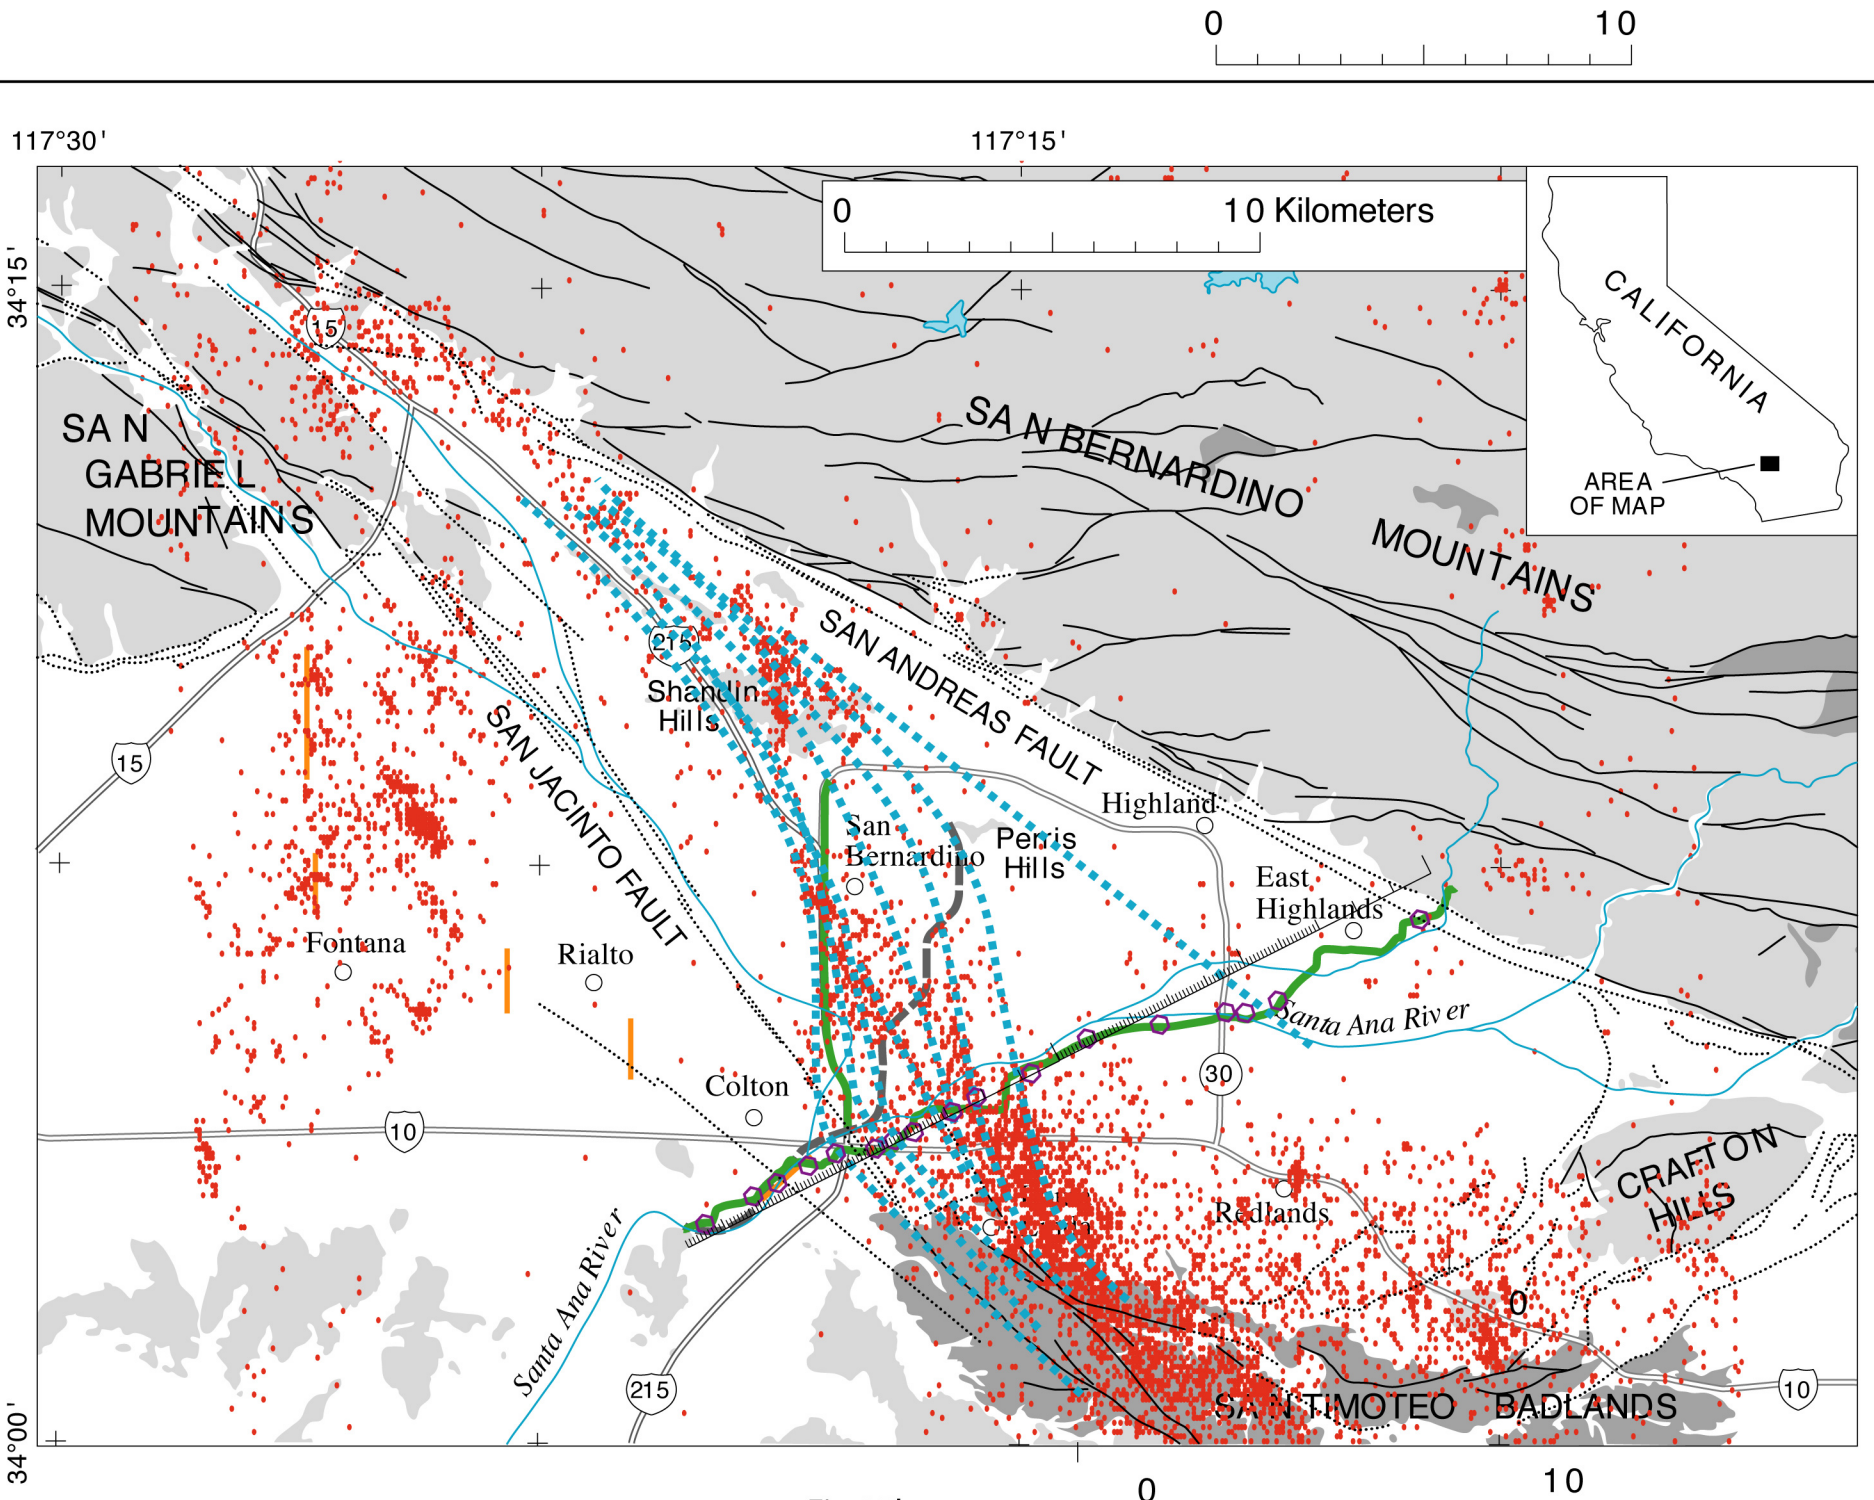 0 10
117°30' 117°15'
34°15'
0 10 Kilometers
CALIFORNIA
AREA
OF MAP
15
SAN
GABRIEL
MOUNTAINS
SAN BERNARDINO
MOUNTAINS
215
SAN ANDREAS FAULT
Shandin
Hills
SAN JACINTO FAULT
15
Highland
San
Bernardino
Perris
Hills
East
Highlands
Fontana
Rialto
Santa Ana River
30
Colton
10
CRAFTON
HILLS
Redlands
Santa Ana River
0
215
SAN TIMOTEO BADLANDS
10
34°00'
0 10